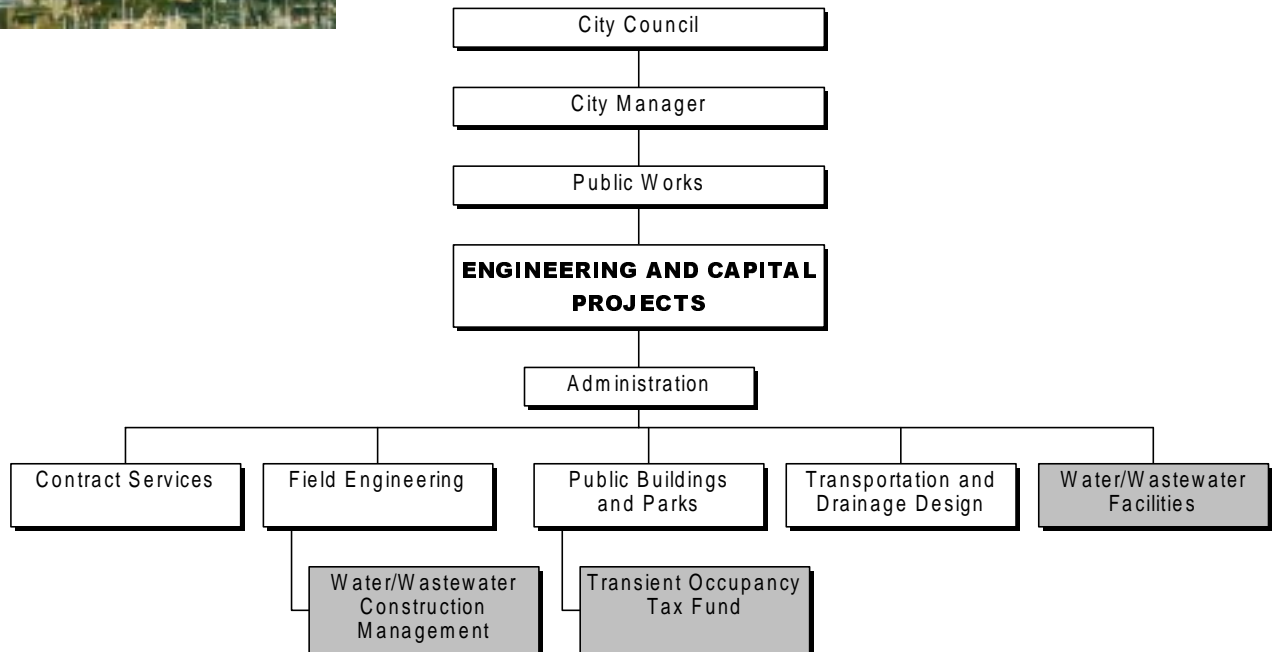 City Council
City Manager
Public Works
ENGINEERING AND CAPITAL
PROJECTS
Administration
Contract Services
Field Engineering
Public Buildings
and Parks
Transportation and
Drainage Design
Water/Wastewater
Facilities
Water/Wastewater
Construction
Management
Transient Occupancy
Tax Fund